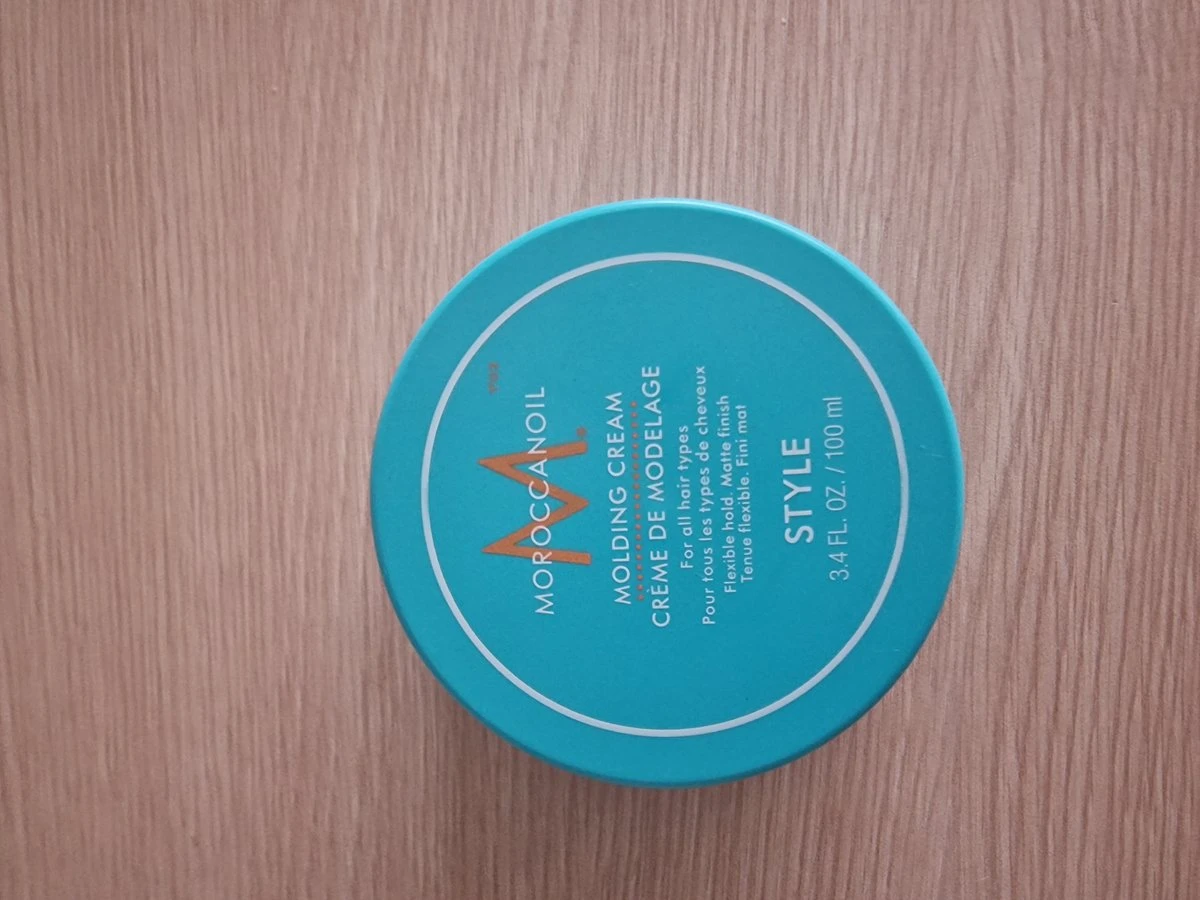 MOROCCANOIL
MOLDING CREAM
CRÈME DE MODELAGE
For all hair types
Pour tous les types de cheveux
Flexible hold. Matte finish
Tenue flexible. Fini mat
STYLE
3.4 FL. OZ. / 100 ml